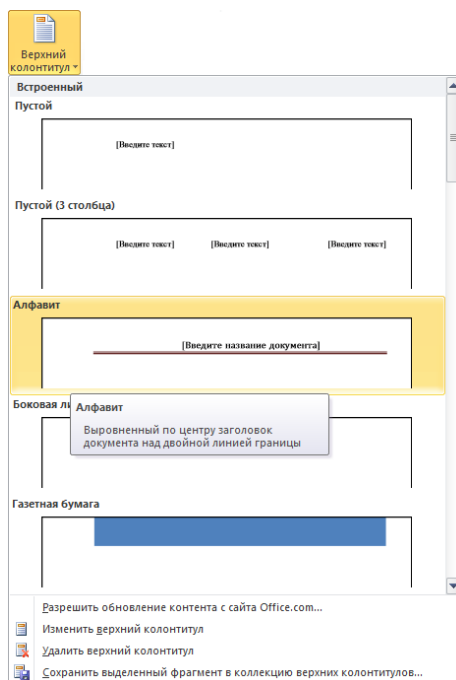 Верхний
колонтитул
Встроенный
Пустой
[Введите текст]
Пустой (3 столбца)
[Введите текст] [Введите текст] [Введите текст]
Алфавит
[Введите название документа]
Боковая
Алфавит
Выровненный по центру заголовок
документа над двойной линией границы
Газетная бумага
Разрешить обновление контента с сайта Office.com...
Изменить верхний колонтитул
Удалить верхний колонтитул
Сохранить выделенный фрагмент в коллекцию верхних колонтитулов...